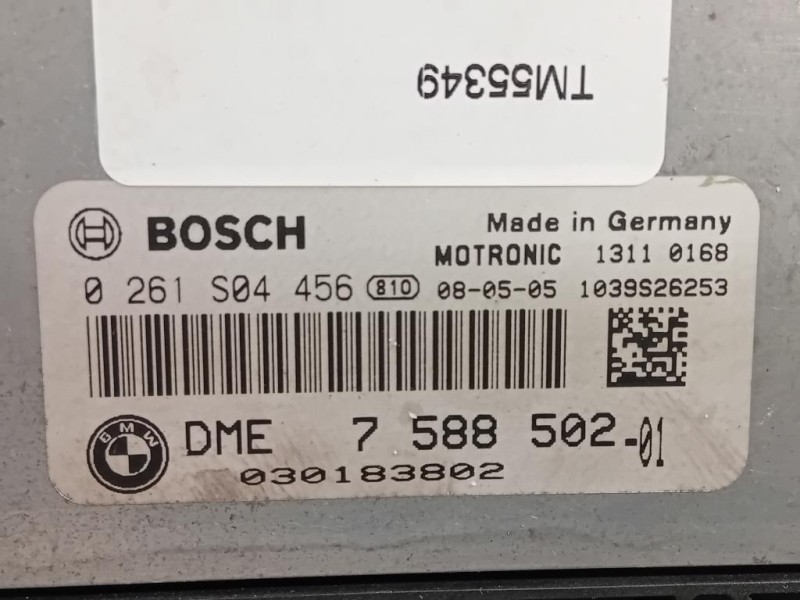 TM55349
BOSCH
Made in Germany
MOTRONIC 1311 0168
0 261 S04 456 810 08-05-05 1039S26253
BMW
DME 7 588 502-01
030183802